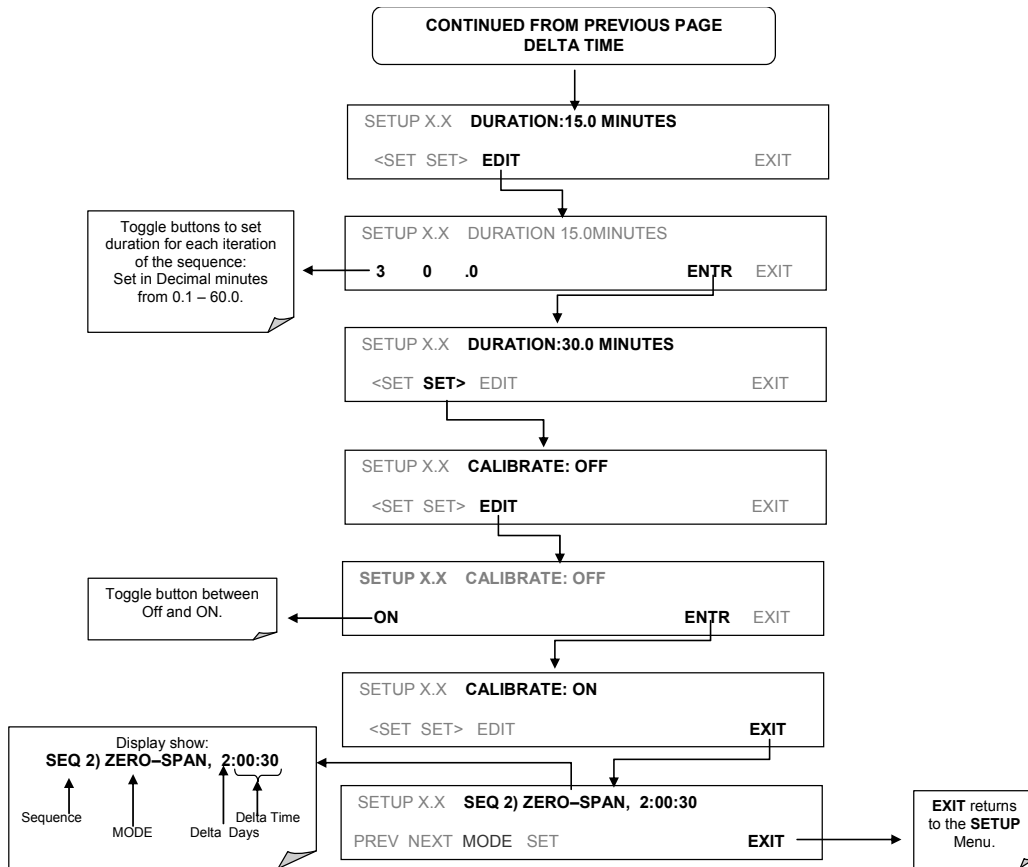 CONTINUED FROM PREVIOUS PAGE
DELTA TIME
SETUP X.X DURATION:15.0 MINUTES
<SET SET> EDIT EXIT
Toggle buttons to set
duration for each iteration
of the sequence:
Set in Decimal minutes
from 0.1 – 60.0.
SETUP X.X DURATION 15.0MINUTES
3 0 .0 ENTR EXIT
SETUP X.X DURATION:30.0 MINUTES
<SET SET> EDIT EXIT
SETUP X.X CALIBRATE: OFF
<SET SET> EDIT EXIT
Toggle button between
Off and ON.
SETUP X.X CALIBRATE: OFF
ON ENTR EXIT
SETUP X.X CALIBRATE: ON
<SET SET> EDIT EXIT
Display show:
SEQ 2) ZERO–SPAN, 2:00:30
Sequence MODE Delta Days Delta Time
SETUP X.X SEQ 2) ZERO–SPAN, 2:00:30
PREV NEXT MODE SET EXIT
EXIT returns
to the SETUP
Menu.